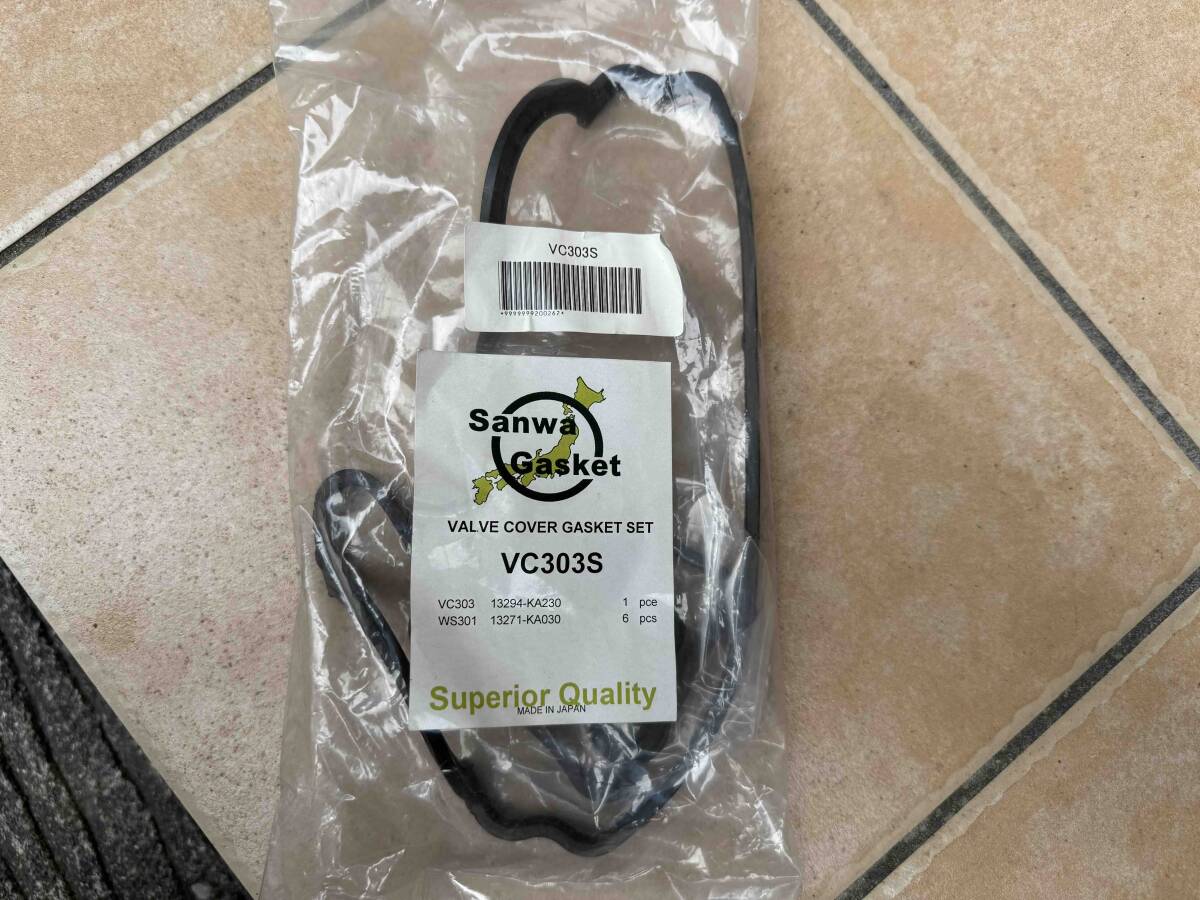 VC303S
*9999999200262*
Sanwa
Gasket
VALVE COVER GASKET SET
VC303S
VC303 13294-KA230 1 pce
WS301 13271-KA030 6 pcs
Superior Quality
MADE IN JAPAN